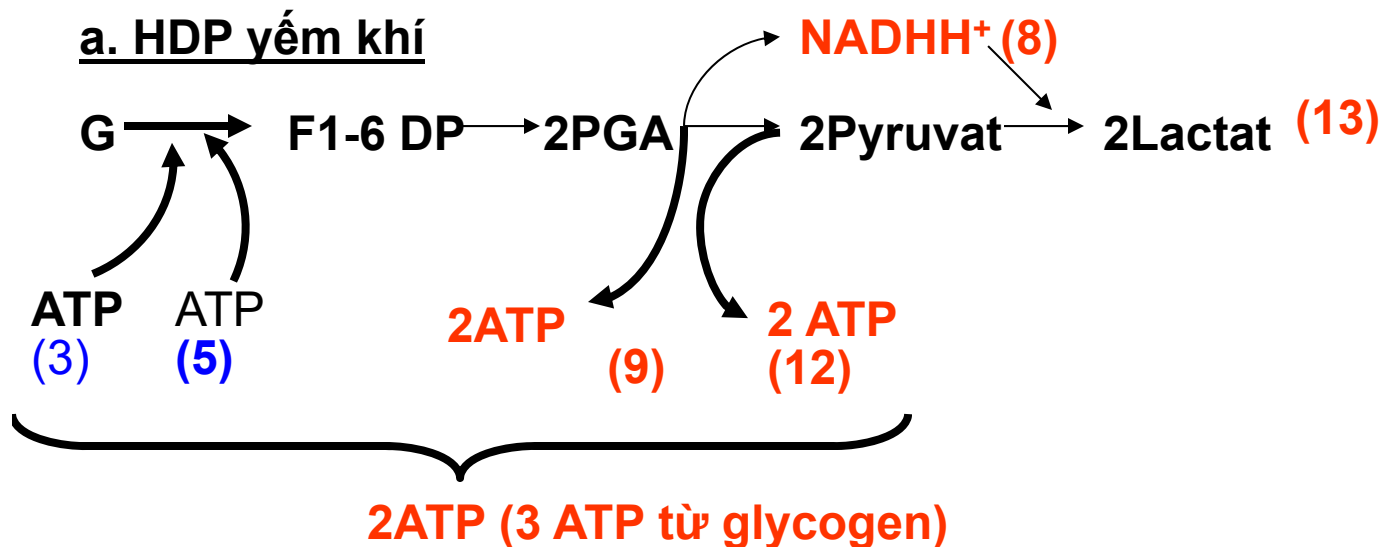 a. HDP yếm khí
NADHH⁺ (8)
G F1-6 DP 2PGA 2Pyruvat 2Lactat (13)
ATP ATP 2ATP 2 ATP
(3) (5) (9) (12)
2ATP (3 ATP từ glycogen)